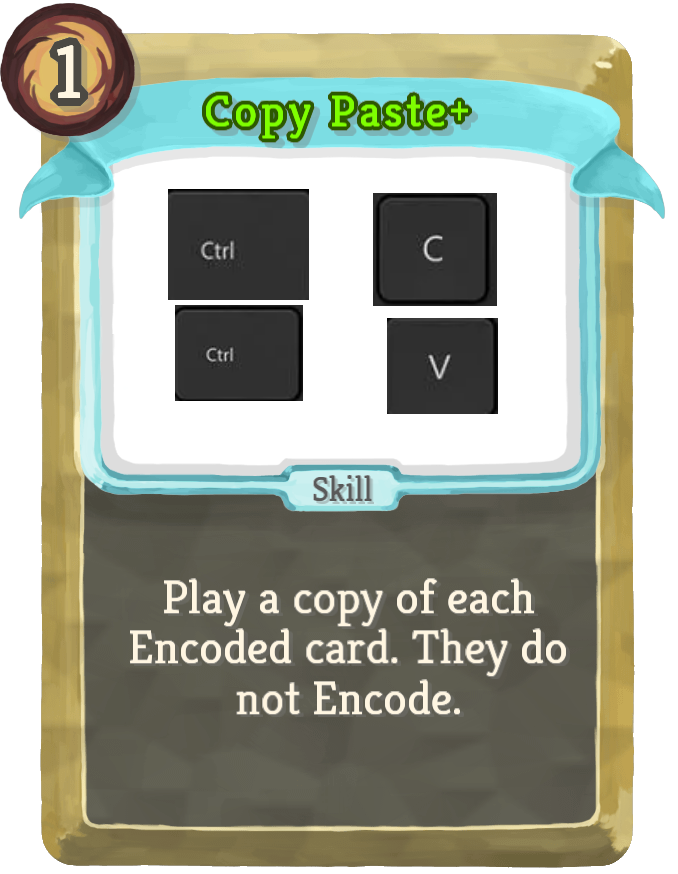 1
Copy Paste+
Ctrl C
Ctrl V
Skill
Play a copy of each
Encoded card. They do
not Encode.